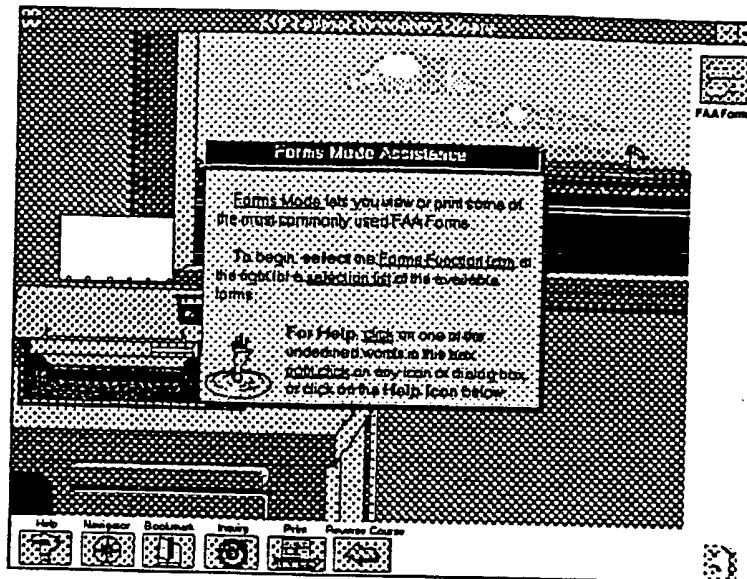 FAA Forms
Forms Mode Assistance
Forms Mode lets you view or print some of
the most commonly used FAA Forms.
To begin, select the Forms Function Icon at
the right for a selection list of the available
forms.
For Help, click on one of the
underlined words in this box,
right click on any icon or dialog box,
or click on the Help Icon below.
Help Navigator Bookmark Inquiry Print Reverse Course